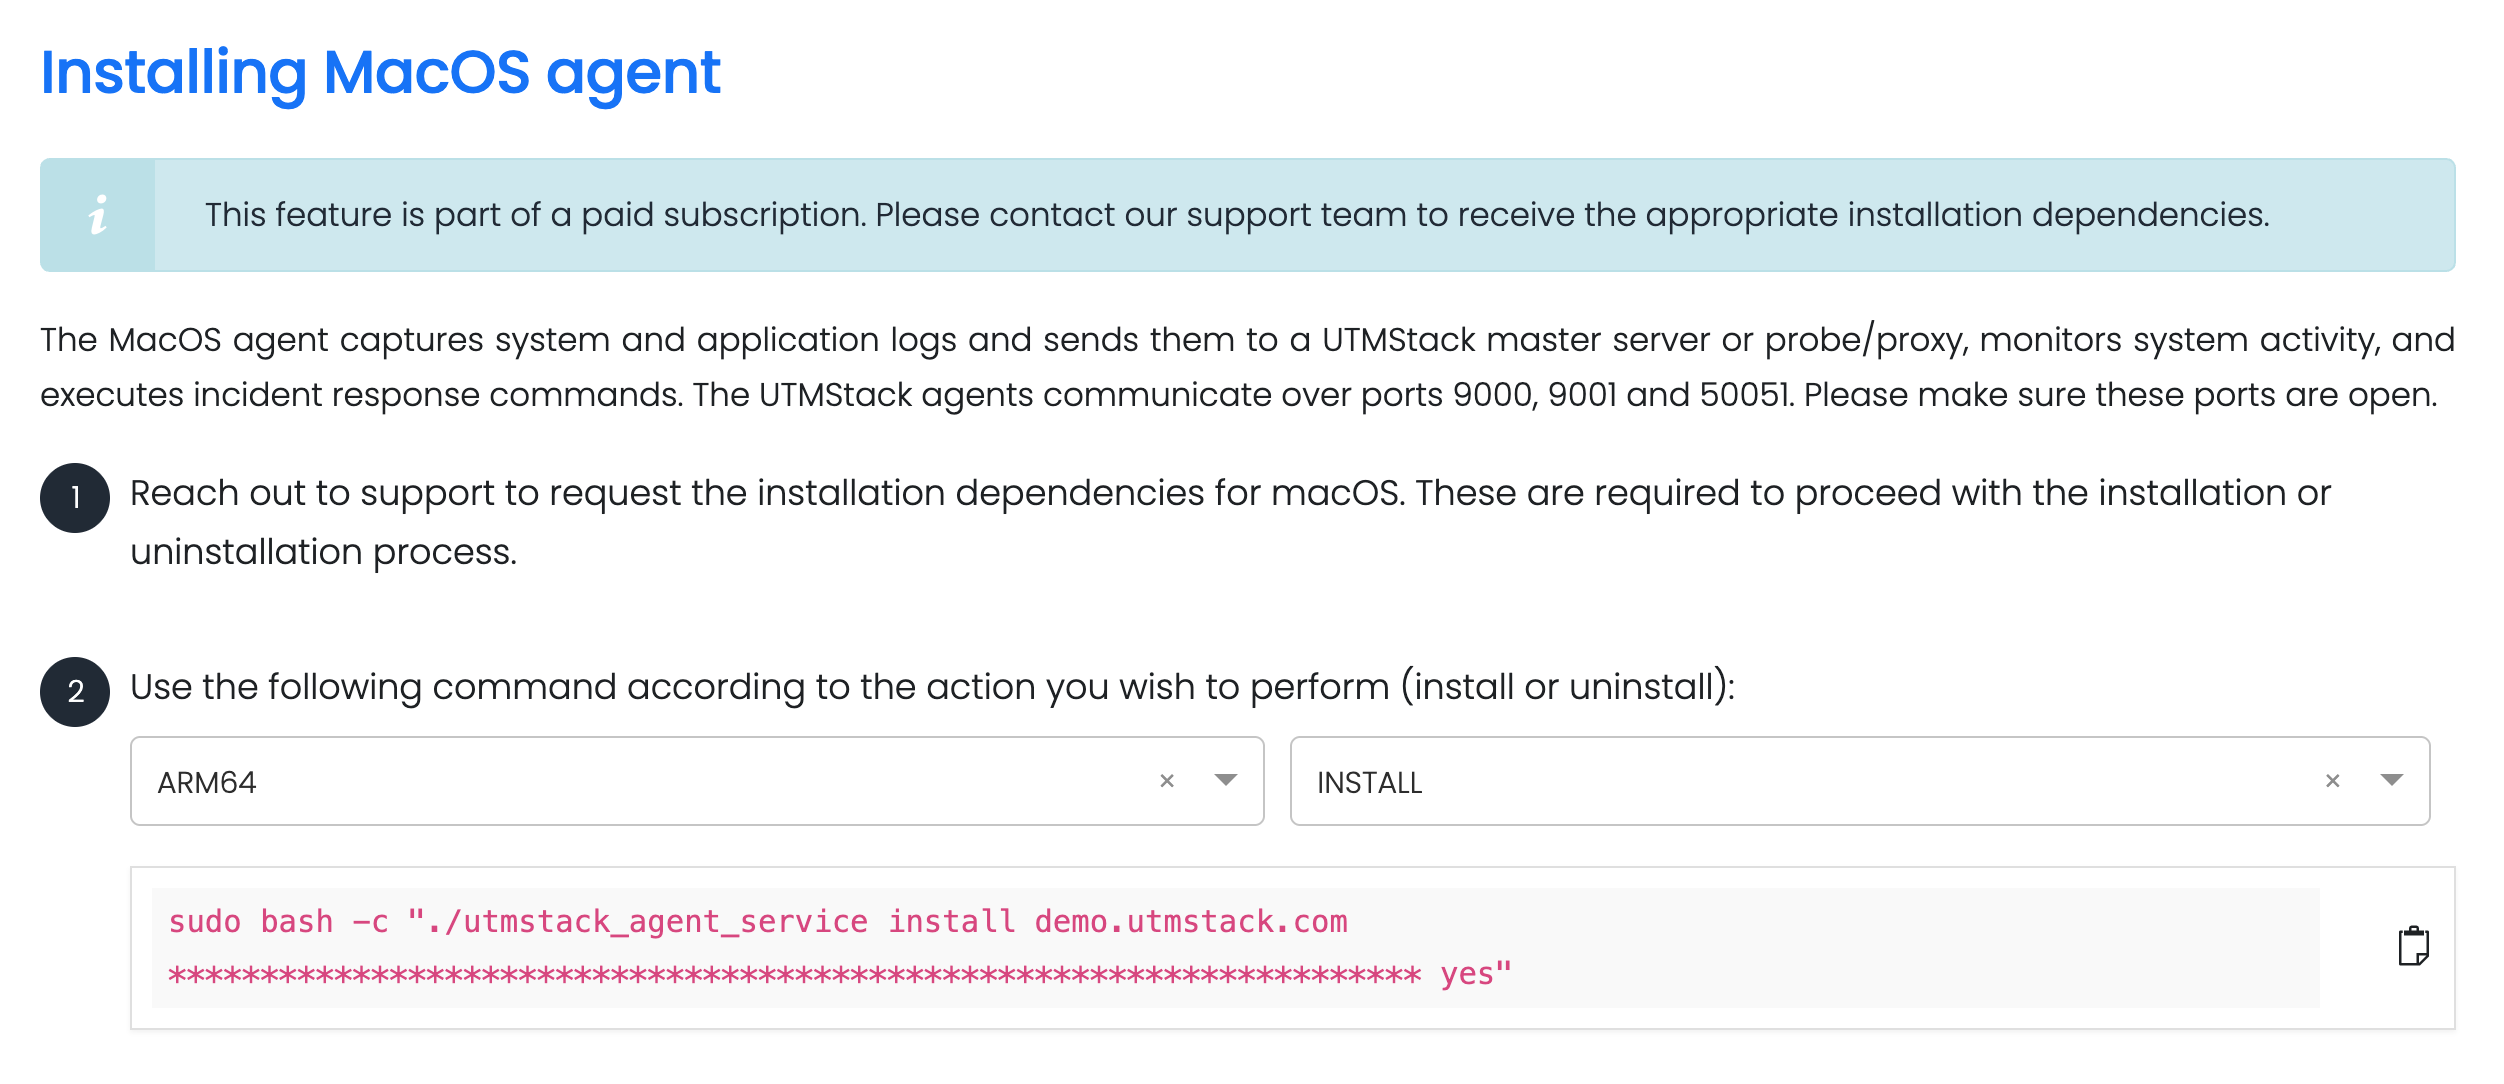 Installing MacOS agent
i
This feature is part of a paid subscription. Please contact our support team to receive the appropriate installation dependencies.
The MacOS agent captures system and application logs and sends them to a UTMStack master server or probe/proxy, monitors system activity, and
executes incident response commands. The UTMStack agents communicate over ports 9000, 9001 and 50051. Please make sure these ports are open.
1
Reach out to support to request the installation dependencies for macOS. These are required to proceed with the installation or
uninstallation process.
2
Use the following command according to the action you wish to perform (install or uninstall):
ARM64 ×
INSTALL ×
sudo bash -c "./utmstack_agent_service install demo.utmstack.com
******************************************************************** yes"